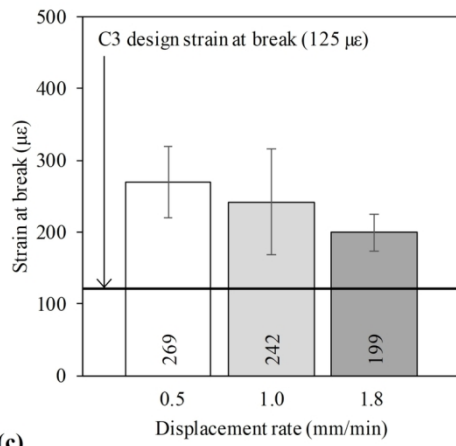 500
C3 design strain at break (125 με)
400
300
200
100
0
Strain at break (με)
269
242
199
0.5 1.0 1.8
Displacement rate (mm/min)
(c)